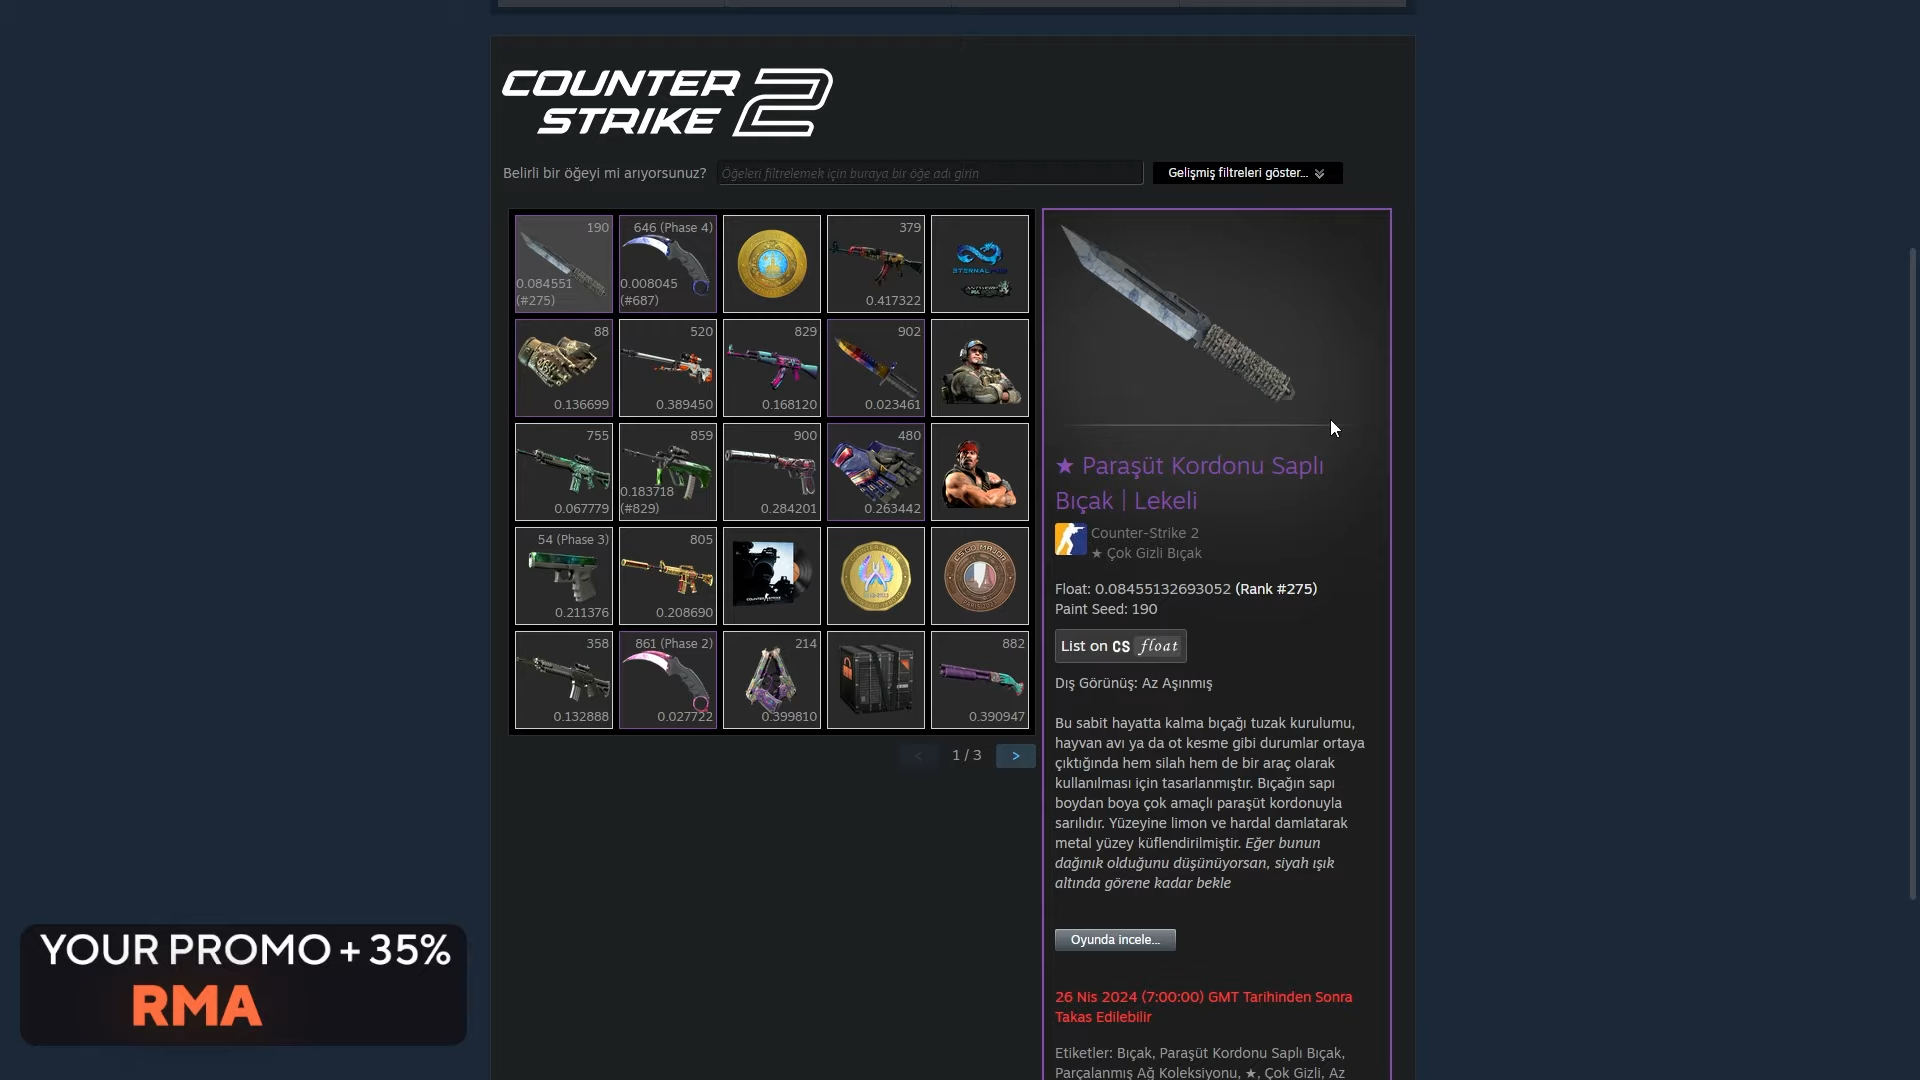 COUNTER
STRIKE 2
Belirli bir öğeyi mi arıyorsunuz?
Öğeleri filtrelemek için buraya bir öğe adı girin
Gelişmiş filtreleri göster...
190
0.084551
(#275)
646 (Phase 4)
0.008045
(#687)
379
0.417322
ETERNAL
88
0.136699
520
0.389450
829
0.168120
902
0.023461
755
0.067779
859
0.183718
(#829)
900
0.284201
480
0.263442
54 (Phase 3)
0.211376
805
0.208690
358
0.132888
861 (Phase 2)
0.027722
214
0.399810
882
0.390947
<
1 / 3
>
★ Paraşüt Kordonu Saplı
Bıçak | Lekeli
Counter-Strike 2
★ Çok Gizli Bıçak
Float: 0.08455132693052 (Rank #275)
Paint Seed: 190
List on CS float
Dış Görünüş: Az Aşınmış
Bu sabit hayatta kalma bıçağı tuzak kurulumu,
hayvan avı ya da ot kesme gibi durumlar ortaya
çıktığında hem silah hem de bir araç olarak
kullanılması için tasarlanmıştır. Bıçağın sapı
boydan boya çok amaçlı paraşüt kordonuyla
sarılıdır. Yüzeyine limon ve hardal damlatarak
metal yüzey küflendirilmiştir. Eğer bunun
dağınık olduğunu düşünüyorsan, siyah ışık
altında görene kadar bekle
Oyunda incele...
26 Nis 2024 (7:00:00) GMT Tarihinden Sonra
Takas Edilebilir
Etiketler: Bıçak, Paraşüt Kordonu Saplı Bıçak,
Parçalanmış Ağ Koleksiyonu, ★, Çok Gizli, Az
YOUR PROMO + 35%
RMA